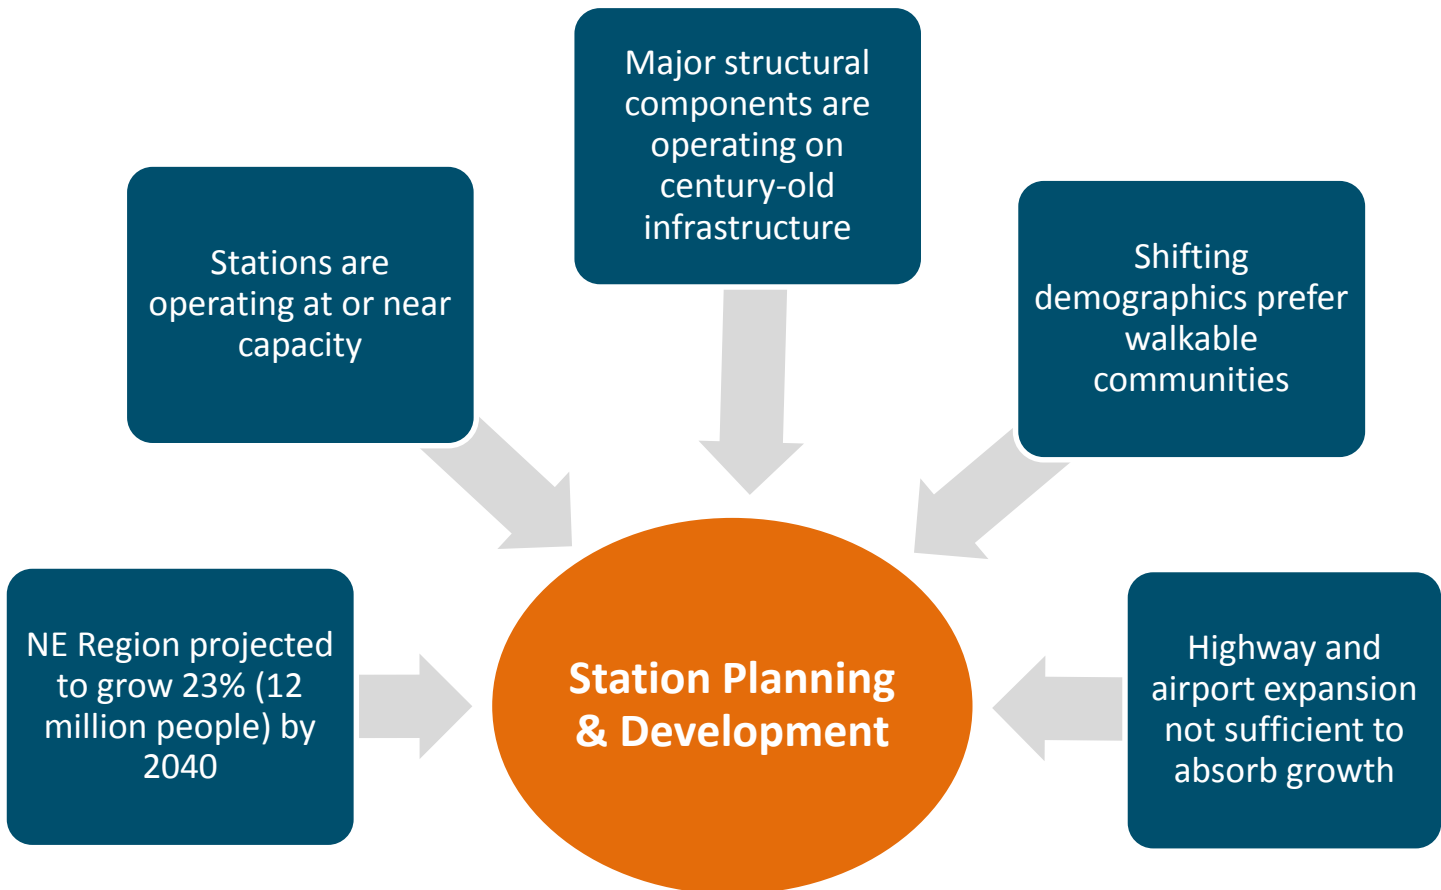 NE Region projected
to grow 23% (12
million people) by
2040
Stations are
operating at or near
capacity
Major structural
components are
operating on
century-old
infrastructure
Shifting
demographics prefer
walkable
communities
Highway and
airport expansion
not sufficient to
absorb growth
Station Planning
& Development